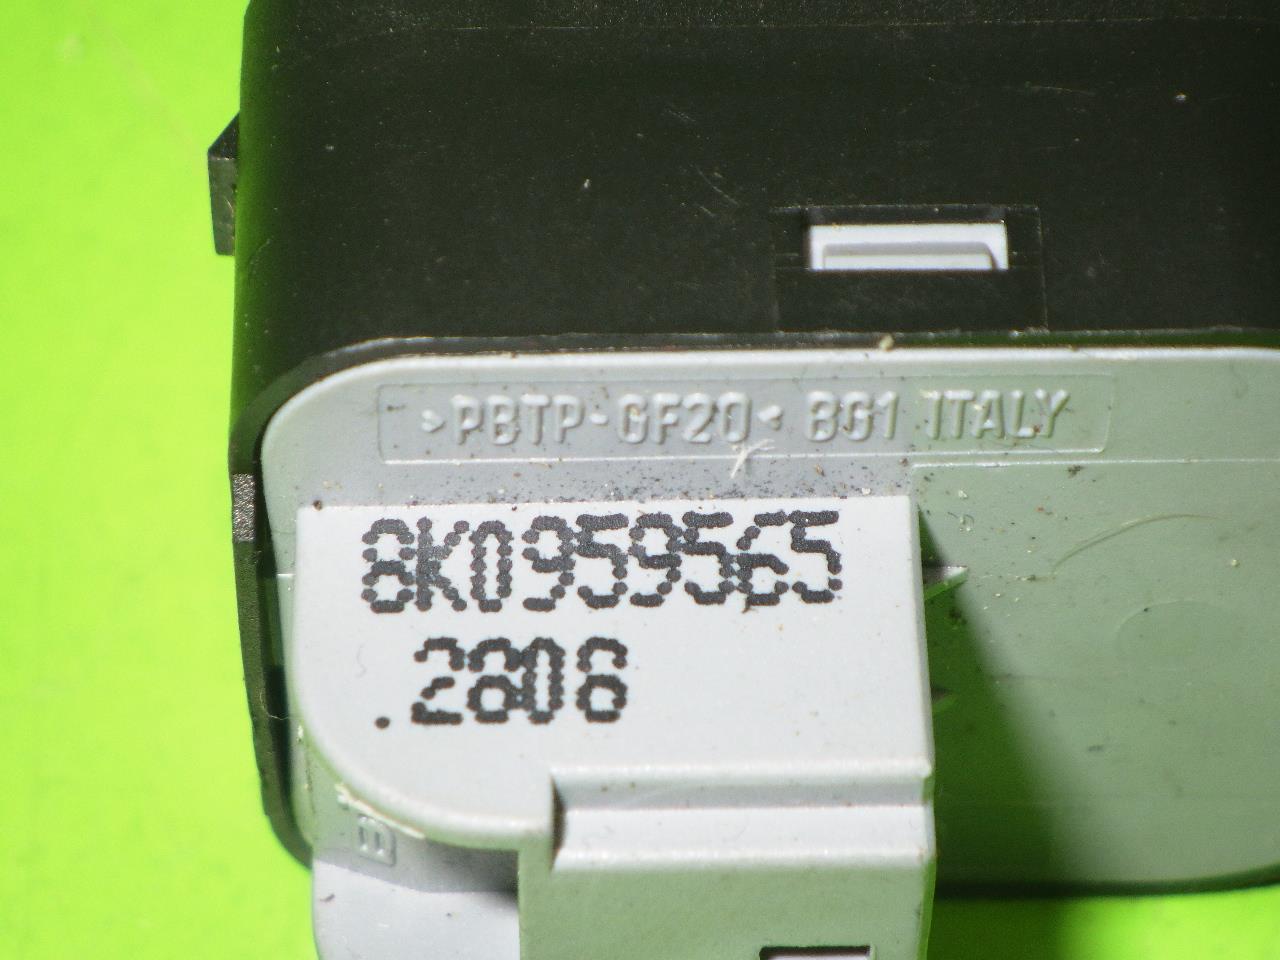 >PBTP-GF20< BG1 ITALY
8K0959565
.2806
B